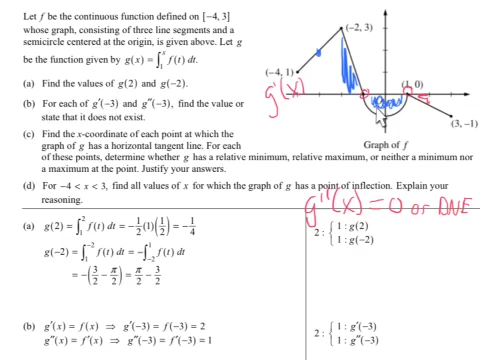 Let f be the continuous function defined on [−4, 3]
whose graph, consisting of three line segments and a
semicircle centered at the origin, is given above. Let g
be the function given by g(x) = ∫₁ˣ f(t) dt.
(a) Find the values of g(2) and g(−2).
(b) For each of g′(−3) and g″(−3), find the value or
state that it does not exist.
(c) Find the x-coordinate of each point at which the
graph of g has a horizontal tangent line. For each
of these points, determine whether g has a relative minimum, relative maximum, or neither a minimum nor
a maximum at the point. Justify your answers.
(d) For −4 < x < 3, find all values of x for which the graph of g has a point of inflection. Explain your
reasoning.
(−2, 3)
(−4, 1)
g'(x)
(1, 0)
(3, −1)
Graph of f
g''(x) = 0 or DNE
(a) g(2) = ∫₁² f(t) dt = −1/2(1)(1/2) = −1/4
g(−2) = ∫₁⁻² f(t) dt = −∫₋₂¹ f(t) dt
= −(3/2 − π/2) = π/2 − 3/2
2 : { 1 : g(2)
1 : g(−2)
(b) g′(x) = f(x) ⇒ g′(−3) = f(−3) = 2
g″(x) = f′(x) ⇒ g″(−3) = f′(−3) = 1
2 : { 1 : g′(−3)
1 : g″(−3)